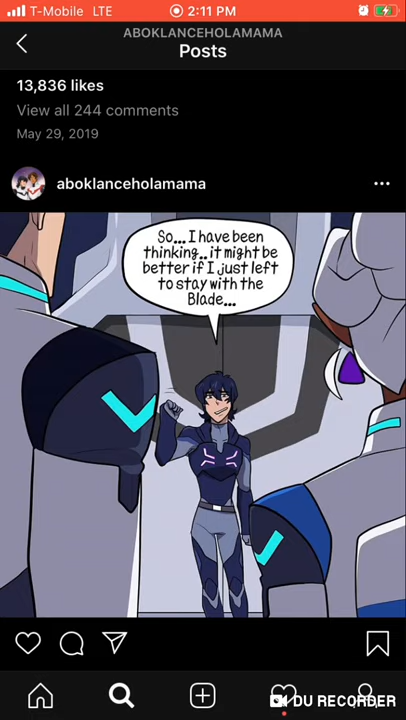 T-Mobile LTE 2:11 PM
ABOKLANCEHOLAMAMA
Posts
13,836 likes
View all 244 comments
May 29, 2019
aboklanceholamama
So... I have been
thinking.. it might be
better if I just left
to stay with the
Blade...
DU RECORDER